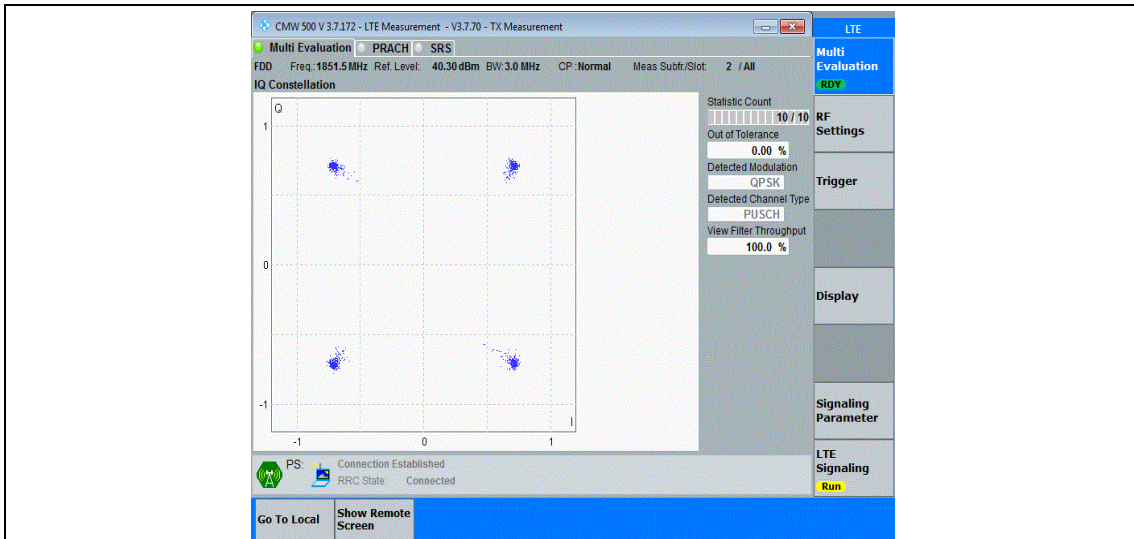 CMW 500 V 3.7.172 - LTE Measurement - V3.7.70 - TX Measurement
LTE
Multi Evaluation PRACH SRS
FDD Freq.:1851.5 MHz Ref. Level: 40.30 dBm BW:3.0 MHz CP :Normal Meas Subfr./Slot: 2 / All
IQ Constellation
Q
1
0
-1
I
-1 0 1
Statistic Count
10 / 10
Out of Tolerance
0.00 %
Detected Modulation
QPSK
Detected Channel Type
PUSCH
View Filter Throughput
100.0 %
Multi
Evaluation
RDY
RF
Settings
Trigger
Display
Signaling
Parameter
LTE
Signaling
Run
PS: Connection Established
RRC State: Connected
Go To Local
Show Remote
Screen